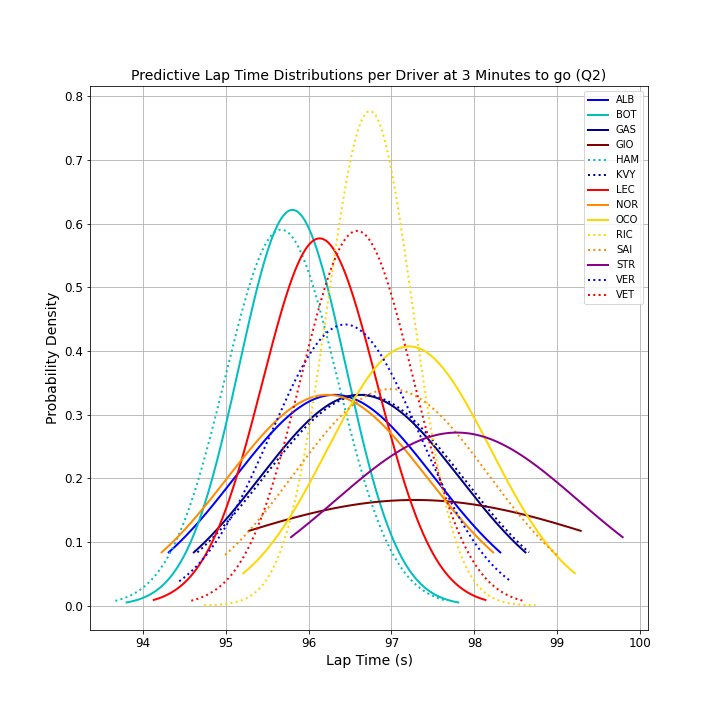 Predictive Lap Time Distributions per Driver at 3 Minutes to go (Q2)
0.8
0.7
0.6
0.5
0.4
0.3
0.2
0.1
0.0
Probability Density
ALB
BOT
GAS
GIO
HAM
KVY
LEC
NOR
OCO
RIC
SAI
STR
VER
VET
94 95 96 97 98 99 100
Lap Time (s)